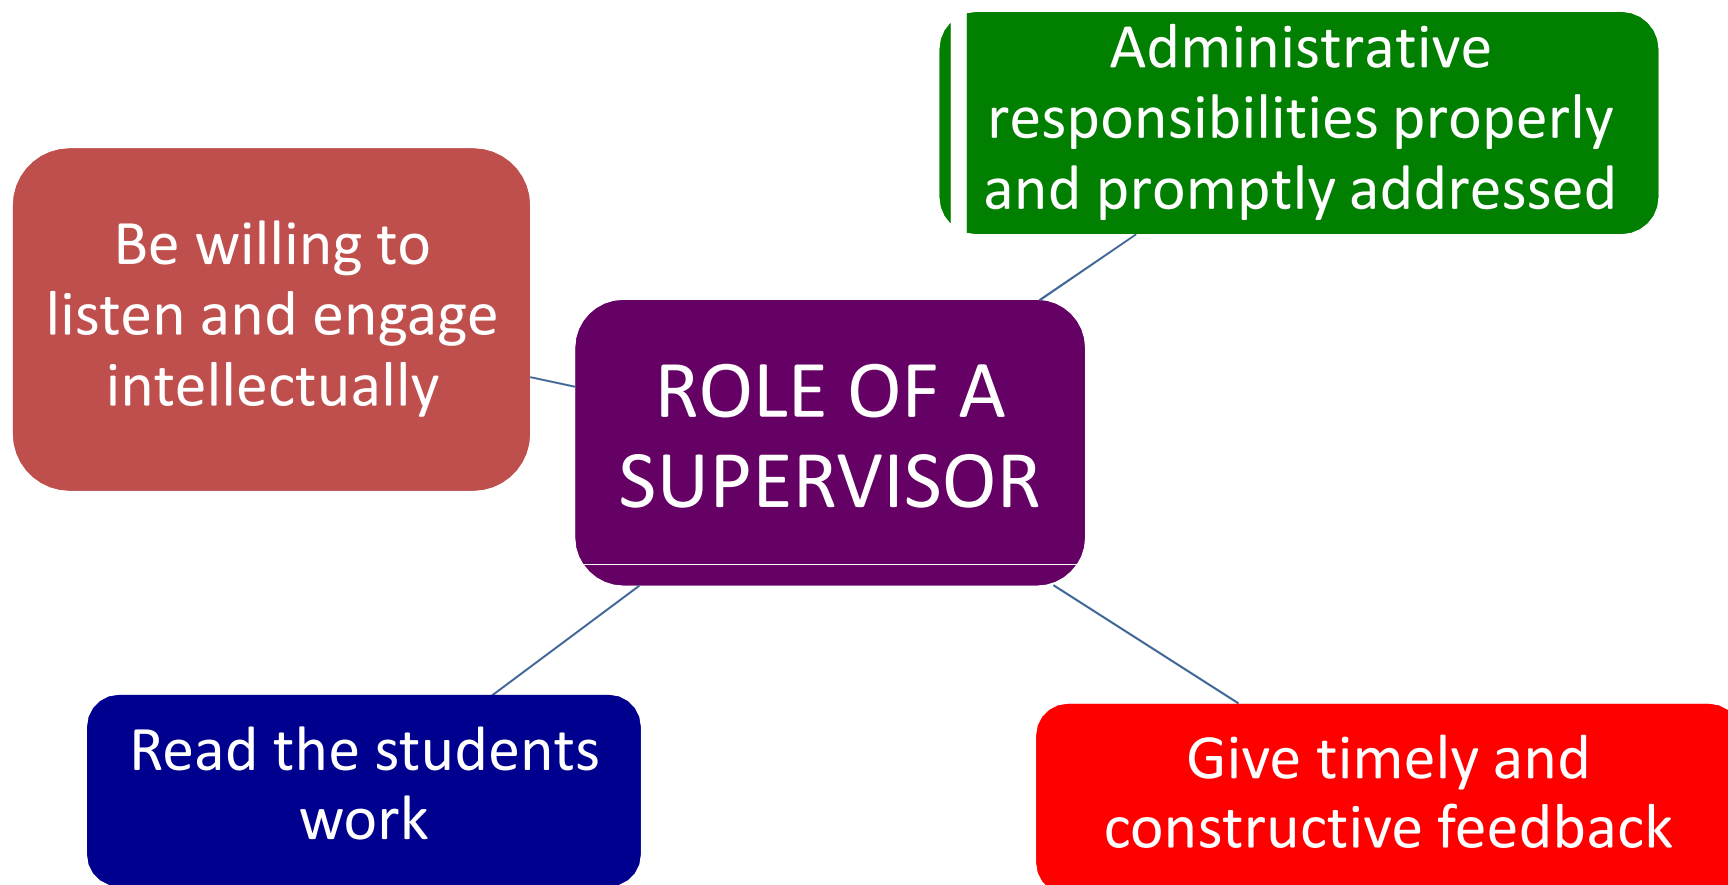 Administrative
responsibilities properly
and promptly addressed
Be willing to
listen and engage
intellectually
ROLE OF A
SUPERVISOR
Read the students
work
Give timely and
constructive feedback